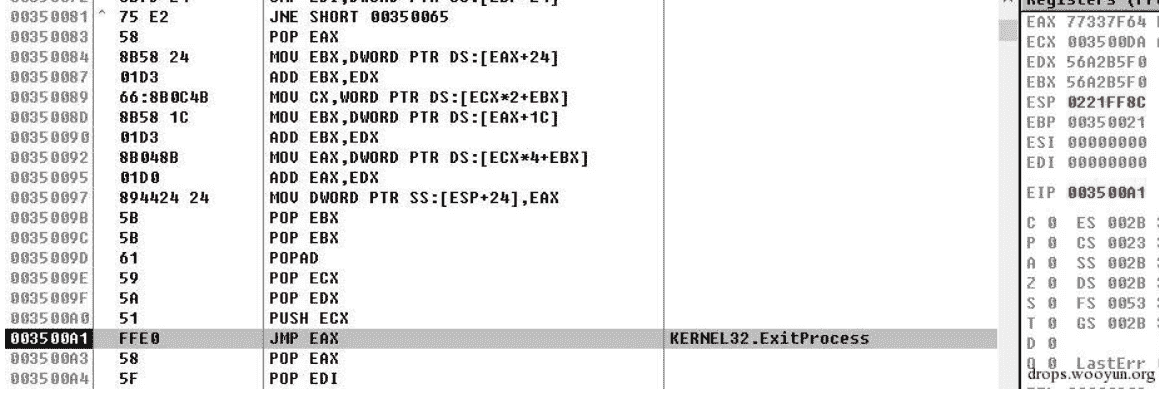 00350081 ^ 75 E2 JNE SHORT 00350065
00350083 58 POP EAX
00350084 8B58 24 MOV EBX,DWORD PTR DS:[EAX+24]
00350087 01D3 ADD EBX,EDX
00350089 66:8B0C4B MOV CX,WORD PTR DS:[ECX*2+EBX]
0035008D 8B58 1C MOV EBX,DWORD PTR DS:[EAX+1C]
00350090 01D3 ADD EBX,EDX
00350092 8B048B MOV EAX,DWORD PTR DS:[ECX*4+EBX]
00350095 01D0 ADD EAX,EDX
00350097 894424 24 MOV DWORD PTR SS:[ESP+24],EAX
0035009B 5B POP EBX
0035009C 5B POP EBX
0035009D 61 POPAD
0035009E 59 POP ECX
0035009F 5A POP EDX
003500A0 51 PUSH ECX
003500A1 FFE0 JMP EAX KERNEL32.ExitProcess
003500A3 58 POP EAX
003500A4 5F POP EDI
Registers
EAX 77337F64
ECX 003500DA
EDX 56A2B5F0
EBX 56A2B5F0
ESP 0221FF8C
EBP 00350021
ESI 00000000
EDI 00000000
EIP 003500A1
C 0 ES 002B
P 0 CS 0023
A 0 SS 002B
Z 0 DS 002B
S 0 FS 0053
T 0 GS 002B
D 0
O 0 LastErr
drops.wooyun.org